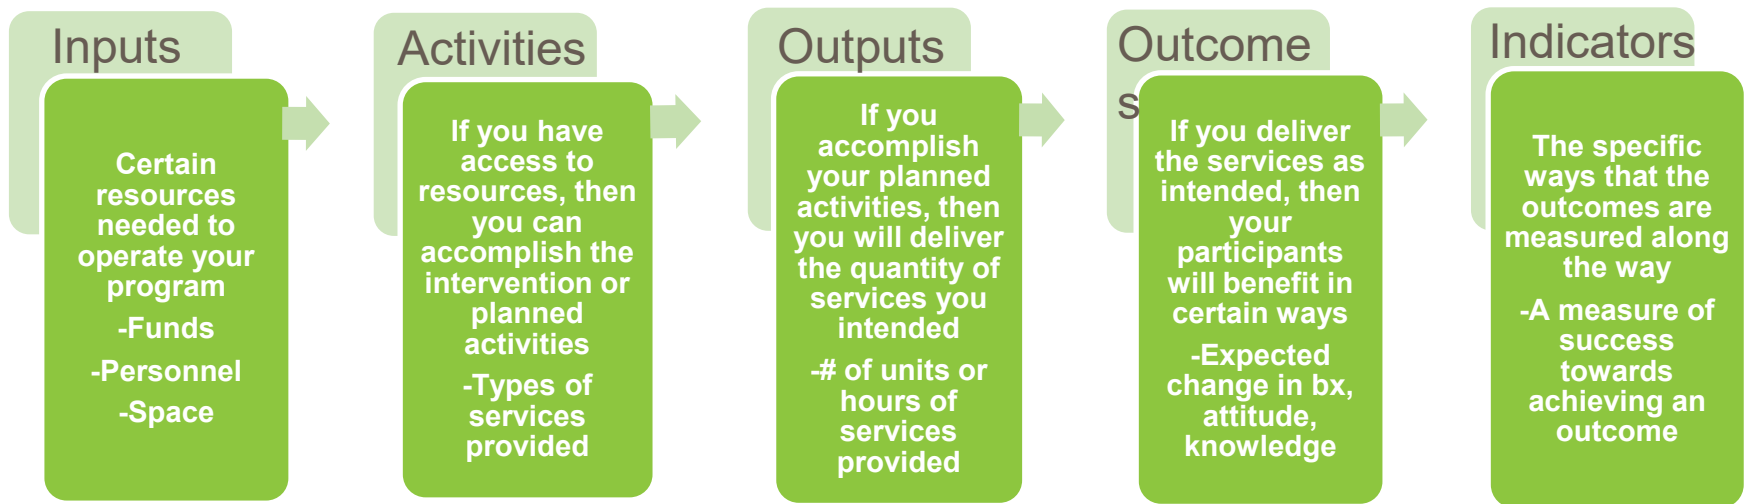 Inputs
Certain
resources
needed to
operate your
program
-Funds
-Personnel
-Space
Activities
If you have
access to
resources, then
you can
accomplish the
intervention or
planned
activities
-Types of
services
provided
Outputs
If you
accomplish
your planned
activities, then
you will deliver
the quantity of
services you
intended
-# of units or
hours of
services
provided
Outcome
s
If you deliver
the services as
intended, then
your
participants
will benefit in
certain ways
-Expected
change in bx,
attitude,
knowledge
Indicators
The specific
ways that the
outcomes are
measured along
the way
-A measure of
success
towards
achieving an
outcome